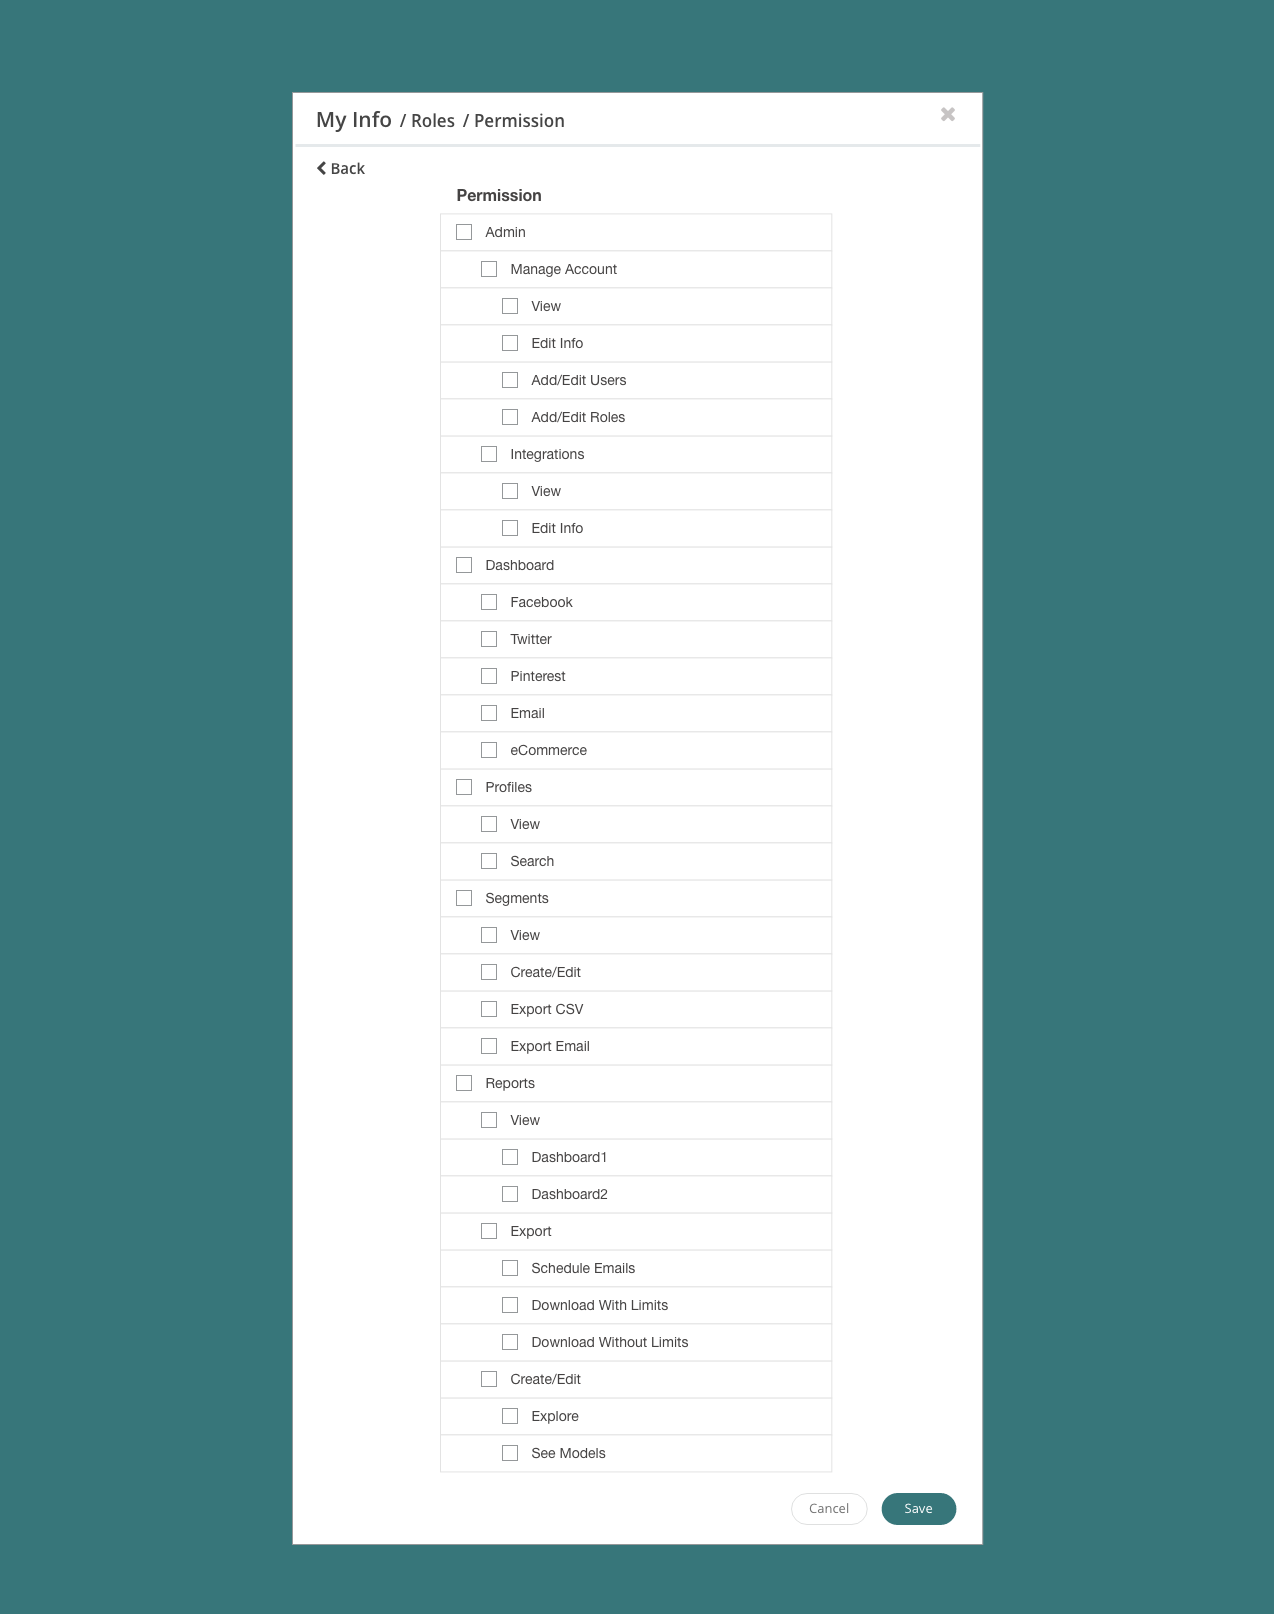 My Info / Roles / Permission
Back
Permission
Admin
Manage Account
View
Edit Info
Add/Edit Users
Add/Edit Roles
Integrations
View
Edit Info
Dashboard
Facebook
Twitter
Pinterest
Email
eCommerce
Profiles
View
Search
Segments
View
Create/Edit
Export CSV
Export Email
Reports
View
Dashboard1
Dashboard2
Export
Schedule Emails
Download With Limits
Download Without Limits
Create/Edit
Explore
See Models
Cancel Save